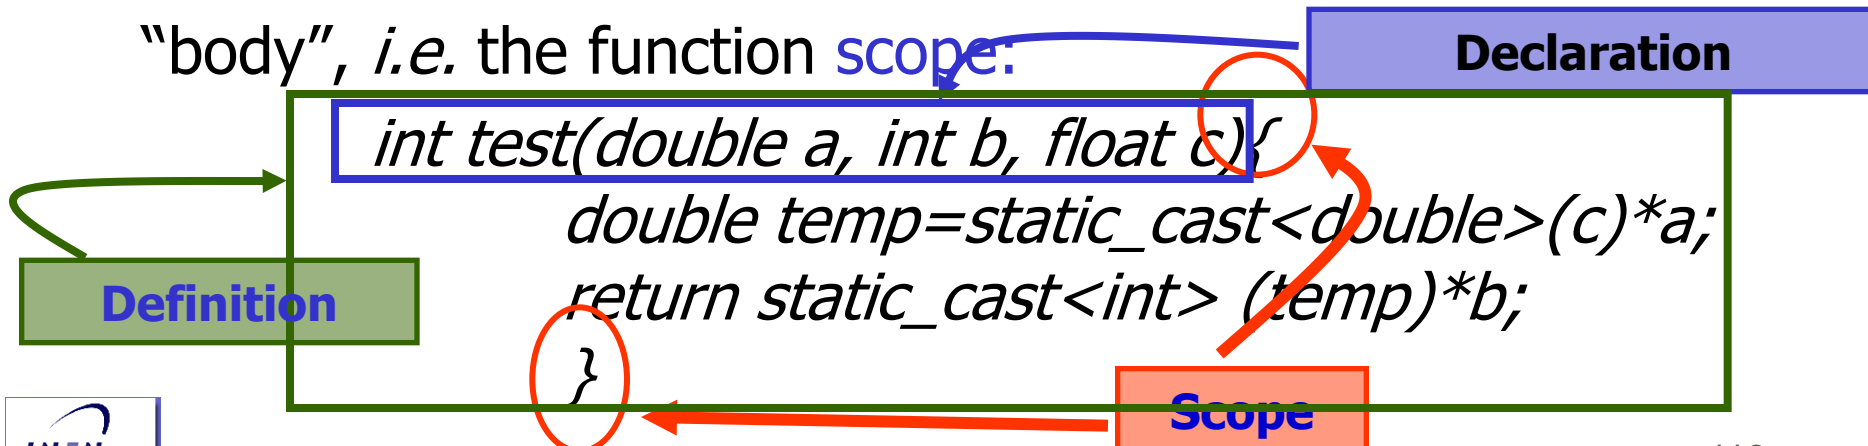 “body”, i.e. the function scope:
Declaration
int test(double a, int b, float c){
double temp=static_cast<double>(c)*a;
Definition
return static_cast<int> (temp)*b;
}
Scope